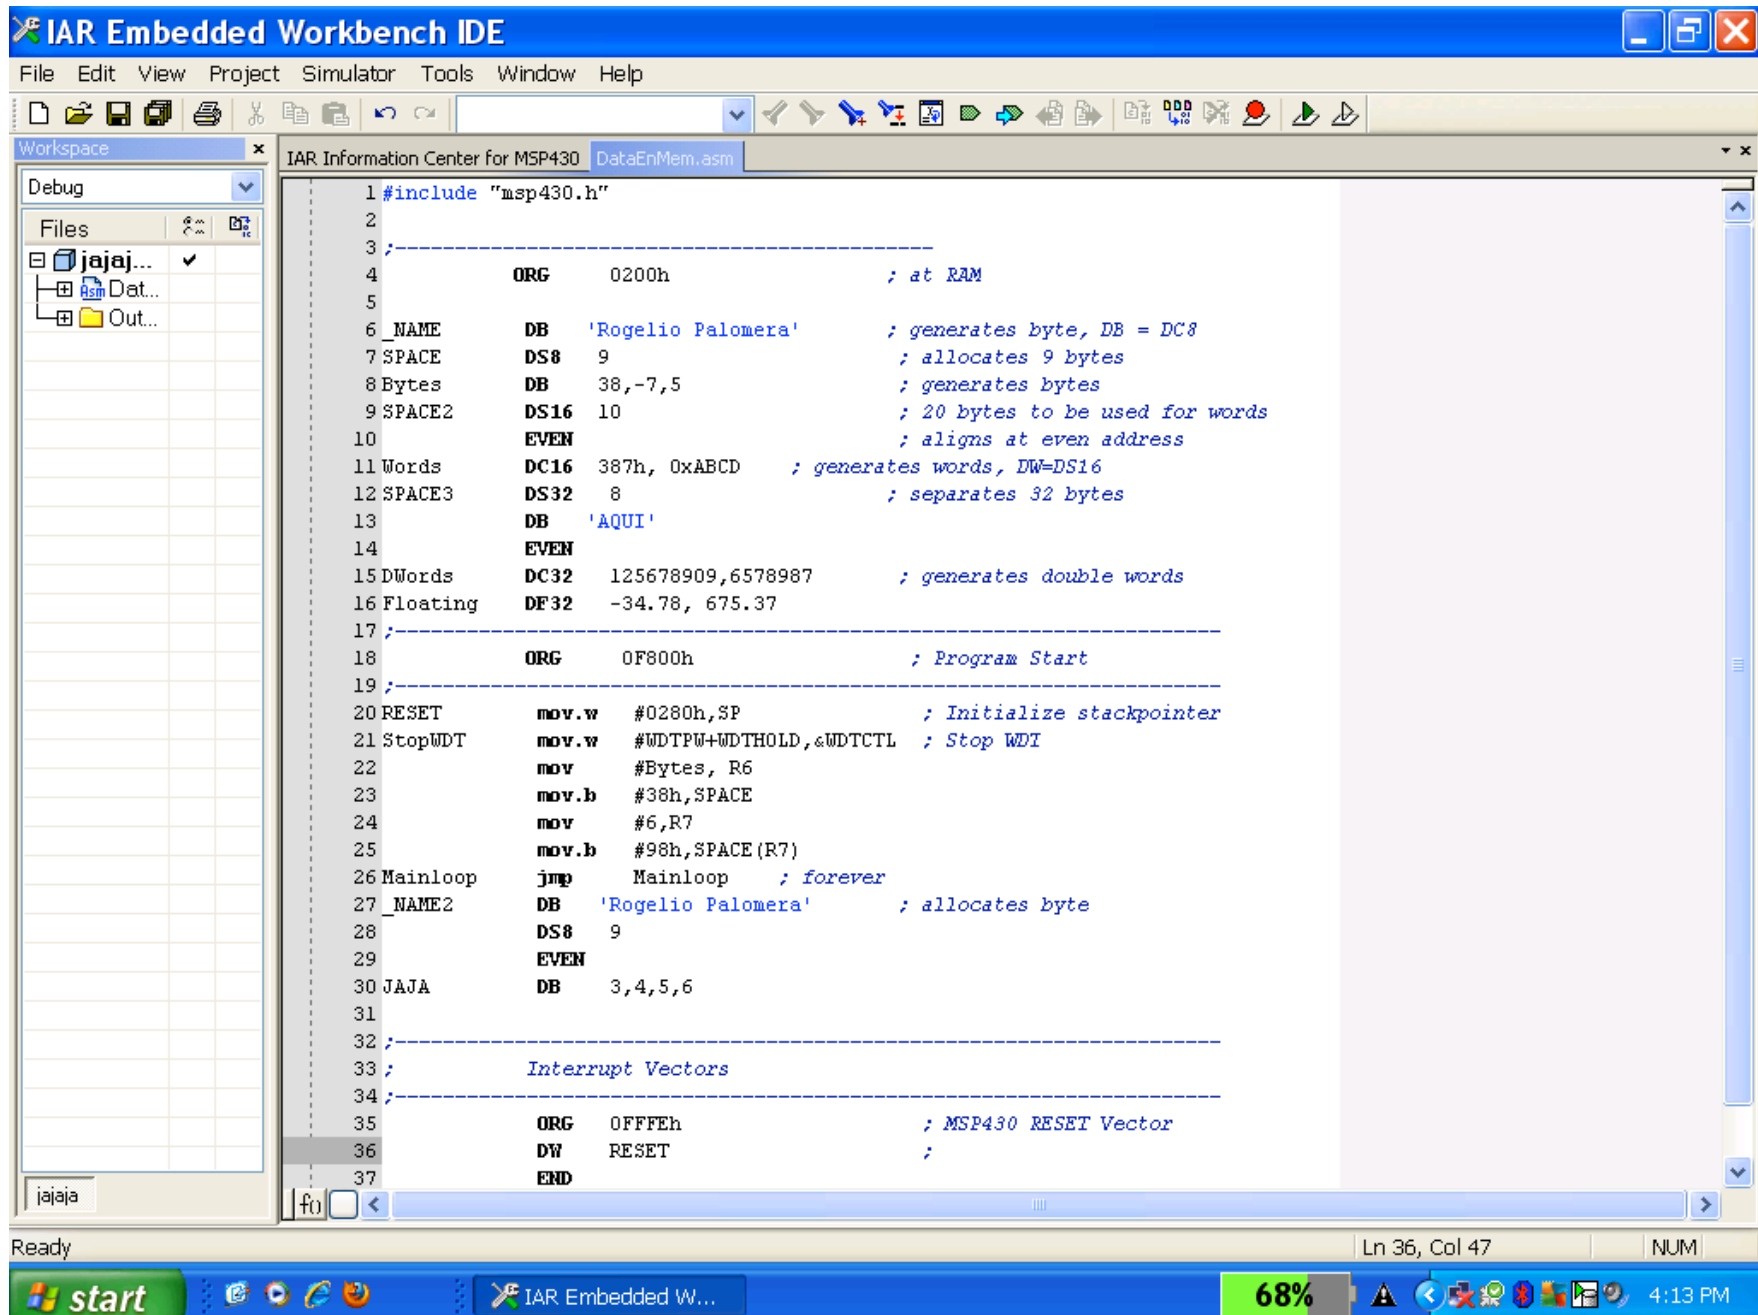 IAR Embedded Workbench IDE
File Edit View Project Simulator Tools Window Help
Workspace
IAR Information Center for MSP430 DataEnMem.asm
Debug
Files
jajaj...
Dat...
Out...
jajaja
1 #include "msp430.h"
2
3 ;---------------------------------------------
4 ORG 0200h ; at RAM
5
6 _NAME DB 'Rogelio Palomera' ; generates byte, DB = DC8
7 SPACE DS8 9 ; allocates 9 bytes
8 Bytes DB 38,-7,5 ; generates bytes
9 SPACE2 DS16 10 ; 20 bytes to be used for words
10 EVEN ; aligns at even address
11 Words DC16 387h, 0xABCD ; generates words, DW=DS16
12 SPACE3 DS32 8 ; separates 32 bytes
13 DB 'AQUI'
14 EVEN
15 DWords DC32 125678909,6578987 ; generates double words
16 Floating DF32 -34.78, 675.37
17 ;---------------------------------------------------------------------
18 ORG 0F800h ; Program Start
19 ;---------------------------------------------------------------------
20 RESET mov.w #0280h,SP ; Initialize stackpointer
21 StopWDT mov.w #WDTPW+WDTHOLD,&WDTCTL ; Stop WDT
22 mov #Bytes, R6
23 mov.b #38h,SPACE
24 mov #6,R7
25 mov.b #98h,SPACE(R7)
26 Mainloop jmp Mainloop ; forever
27 _NAME2 DB 'Rogelio Palomera' ; allocates byte
28 DS8 9
29 EVEN
30 JAJA DB 3,4,5,6
31
32 ;---------------------------------------------------------------------
33 ; Interrupt Vectors
34 ;---------------------------------------------------------------------
35 ORG 0FFFEh ; MSP430 RESET Vector
36 DW RESET ;
37 END
Ready Ln 36, Col 47 NUM
start IAR Embedded W... 68% 4:13 PM